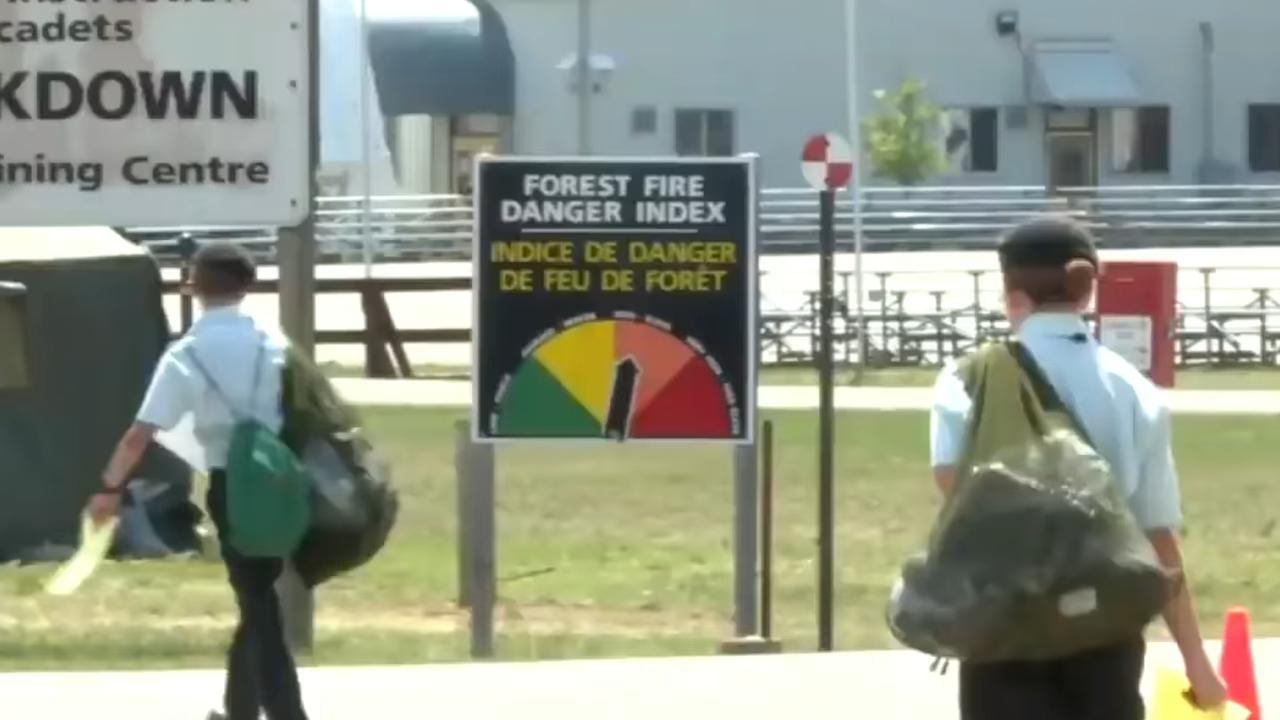 cadets
KDOWN
ining Centre
FOREST FIRE
DANGER INDEX
INDICE DE DANGER
DE FEU DE FORÊT